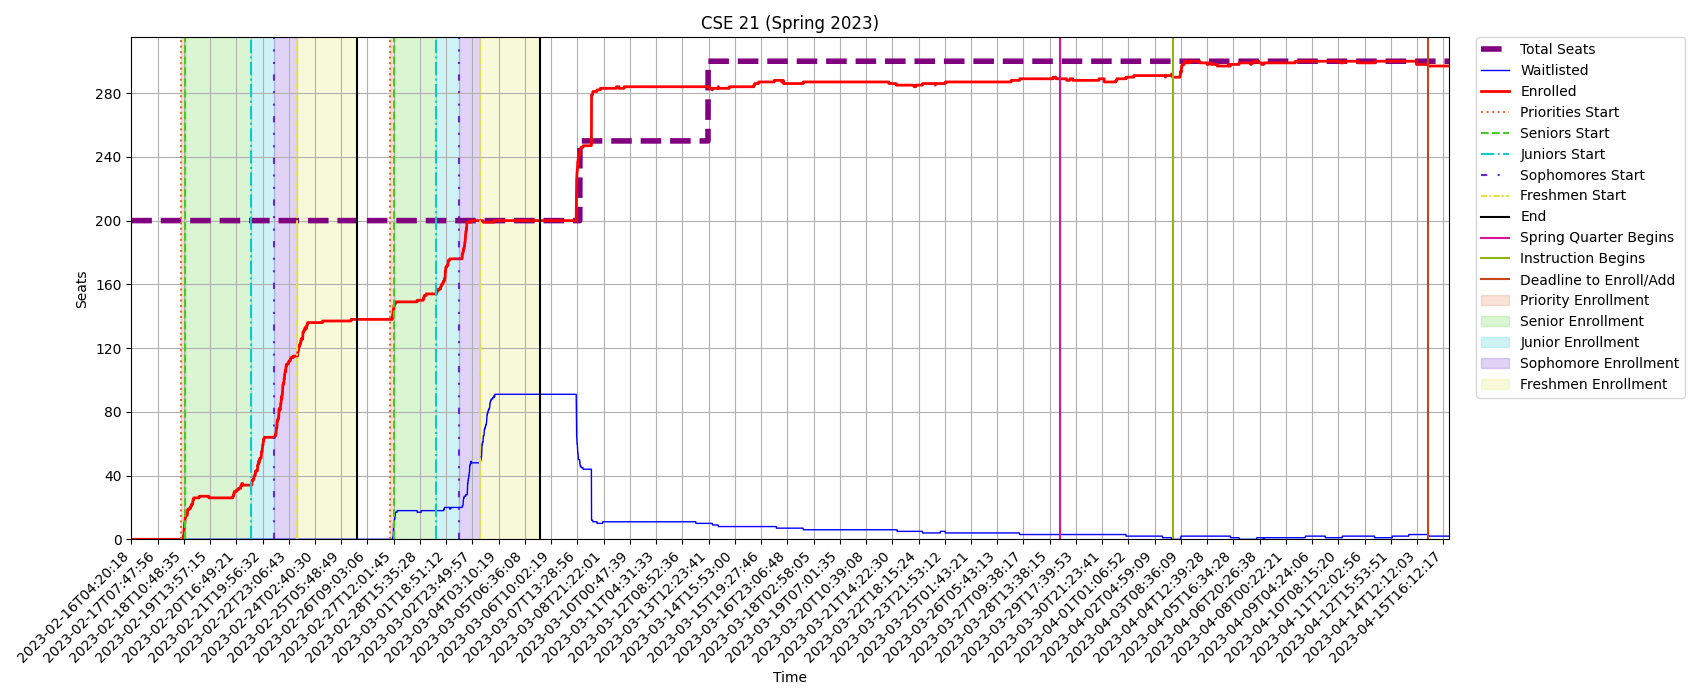 CSE 21 (Spring 2023)
Seats
280
240
200
160
120
80
40
0
2023-02-16T04:20:18
2023-02-17T07:47:56
2023-02-18T10:48:35
2023-02-19T13:57:15
2023-02-20T16:49:21
2023-02-21T19:56:32
2023-02-22T23:06:43
2023-02-24T02:40:30
2023-02-25T05:48:49
2023-02-26T09:03:06
2023-02-27T12:01:45
2023-02-28T15:35:28
2023-03-01T18:51:12
2023-03-02T23:49:57
2023-03-04T03:10:19
2023-03-05T06:36:08
2023-03-06T10:02:19
2023-03-07T13:28:56
2023-03-08T21:22:01
2023-03-10T00:47:39
2023-03-11T04:31:33
2023-03-12T08:52:36
2023-03-13T12:23:41
2023-03-14T15:53:00
2023-03-15T19:27:46
2023-03-16T23:06:48
2023-03-18T02:58:05
2023-03-19T07:01:35
2023-03-20T10:39:08
2023-03-21T14:22:30
2023-03-22T18:15:24
2023-03-23T21:53:12
2023-03-25T01:43:21
2023-03-26T05:43:13
2023-03-27T09:38:17
2023-03-28T13:38:15
2023-03-29T17:39:53
2023-03-30T21:23:41
2023-04-01T01:06:52
2023-04-02T04:59:09
2023-04-03T08:36:09
2023-04-04T12:39:28
2023-04-05T16:34:28
2023-04-06T20:26:38
2023-04-08T00:22:21
2023-04-09T04:24:06
2023-04-10T08:15:20
2023-04-11T12:02:56
2023-04-12T15:53:51
2023-04-14T12:12:03
2023-04-15T16:12:17
Time
Total Seats
Waitlisted
Enrolled
Priorities Start
Seniors Start
Juniors Start
Sophomores Start
Freshmen Start
End
Spring Quarter Begins
Instruction Begins
Deadline to Enroll/Add
Priority Enrollment
Senior Enrollment
Junior Enrollment
Sophomore Enrollment
Freshmen Enrollment